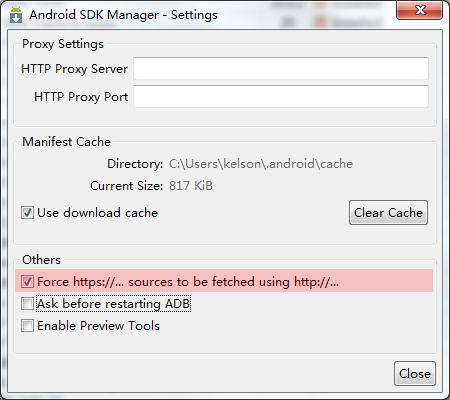 Android SDK Manager - Settings
Proxy Settings
HTTP Proxy Server
HTTP Proxy Port
Manifest Cache
Directory: C:\Users\kelson\.android\cache
Current Size: 817 KiB
Use download cache Clear Cache
Others
Force https://... sources to be fetched using http://...
Ask before restarting ADB
Enable Preview Tools
Close